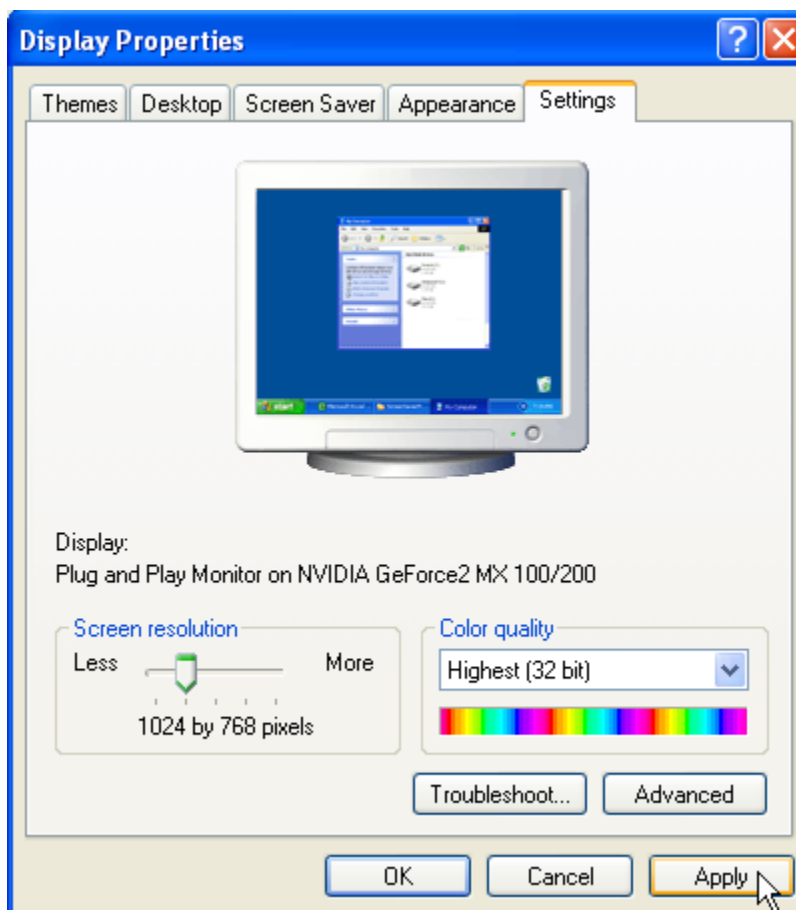 Display Properties
Themes Desktop Screen Saver Appearance Settings
start
Display:
Plug and Play Monitor on NVIDIA GeForce2 MX 100/200
Screen resolution
Less More
1024 by 768 pixels
Color quality
Highest (32 bit)
Troubleshoot... Advanced
OK Cancel Apply